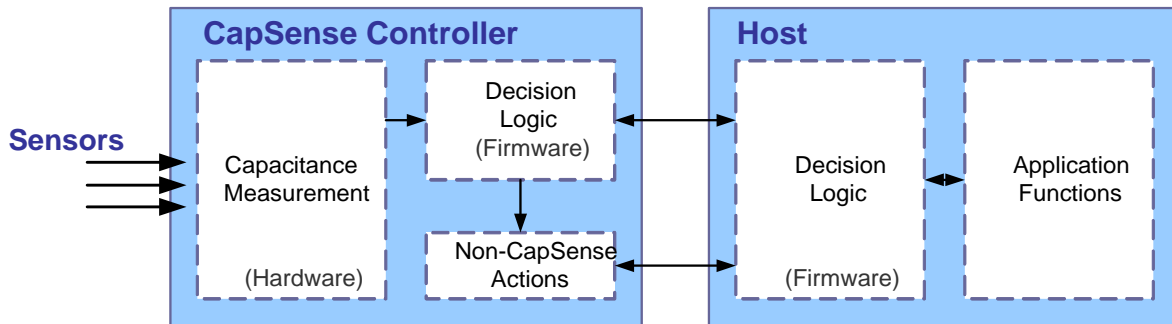 CapSense Controller
Host
Sensors
Capacitance
Measurement
(Hardware)
Decision
Logic
(Firmware)
Non-CapSense
Actions
Decision
Logic
(Firmware)
Application
Functions